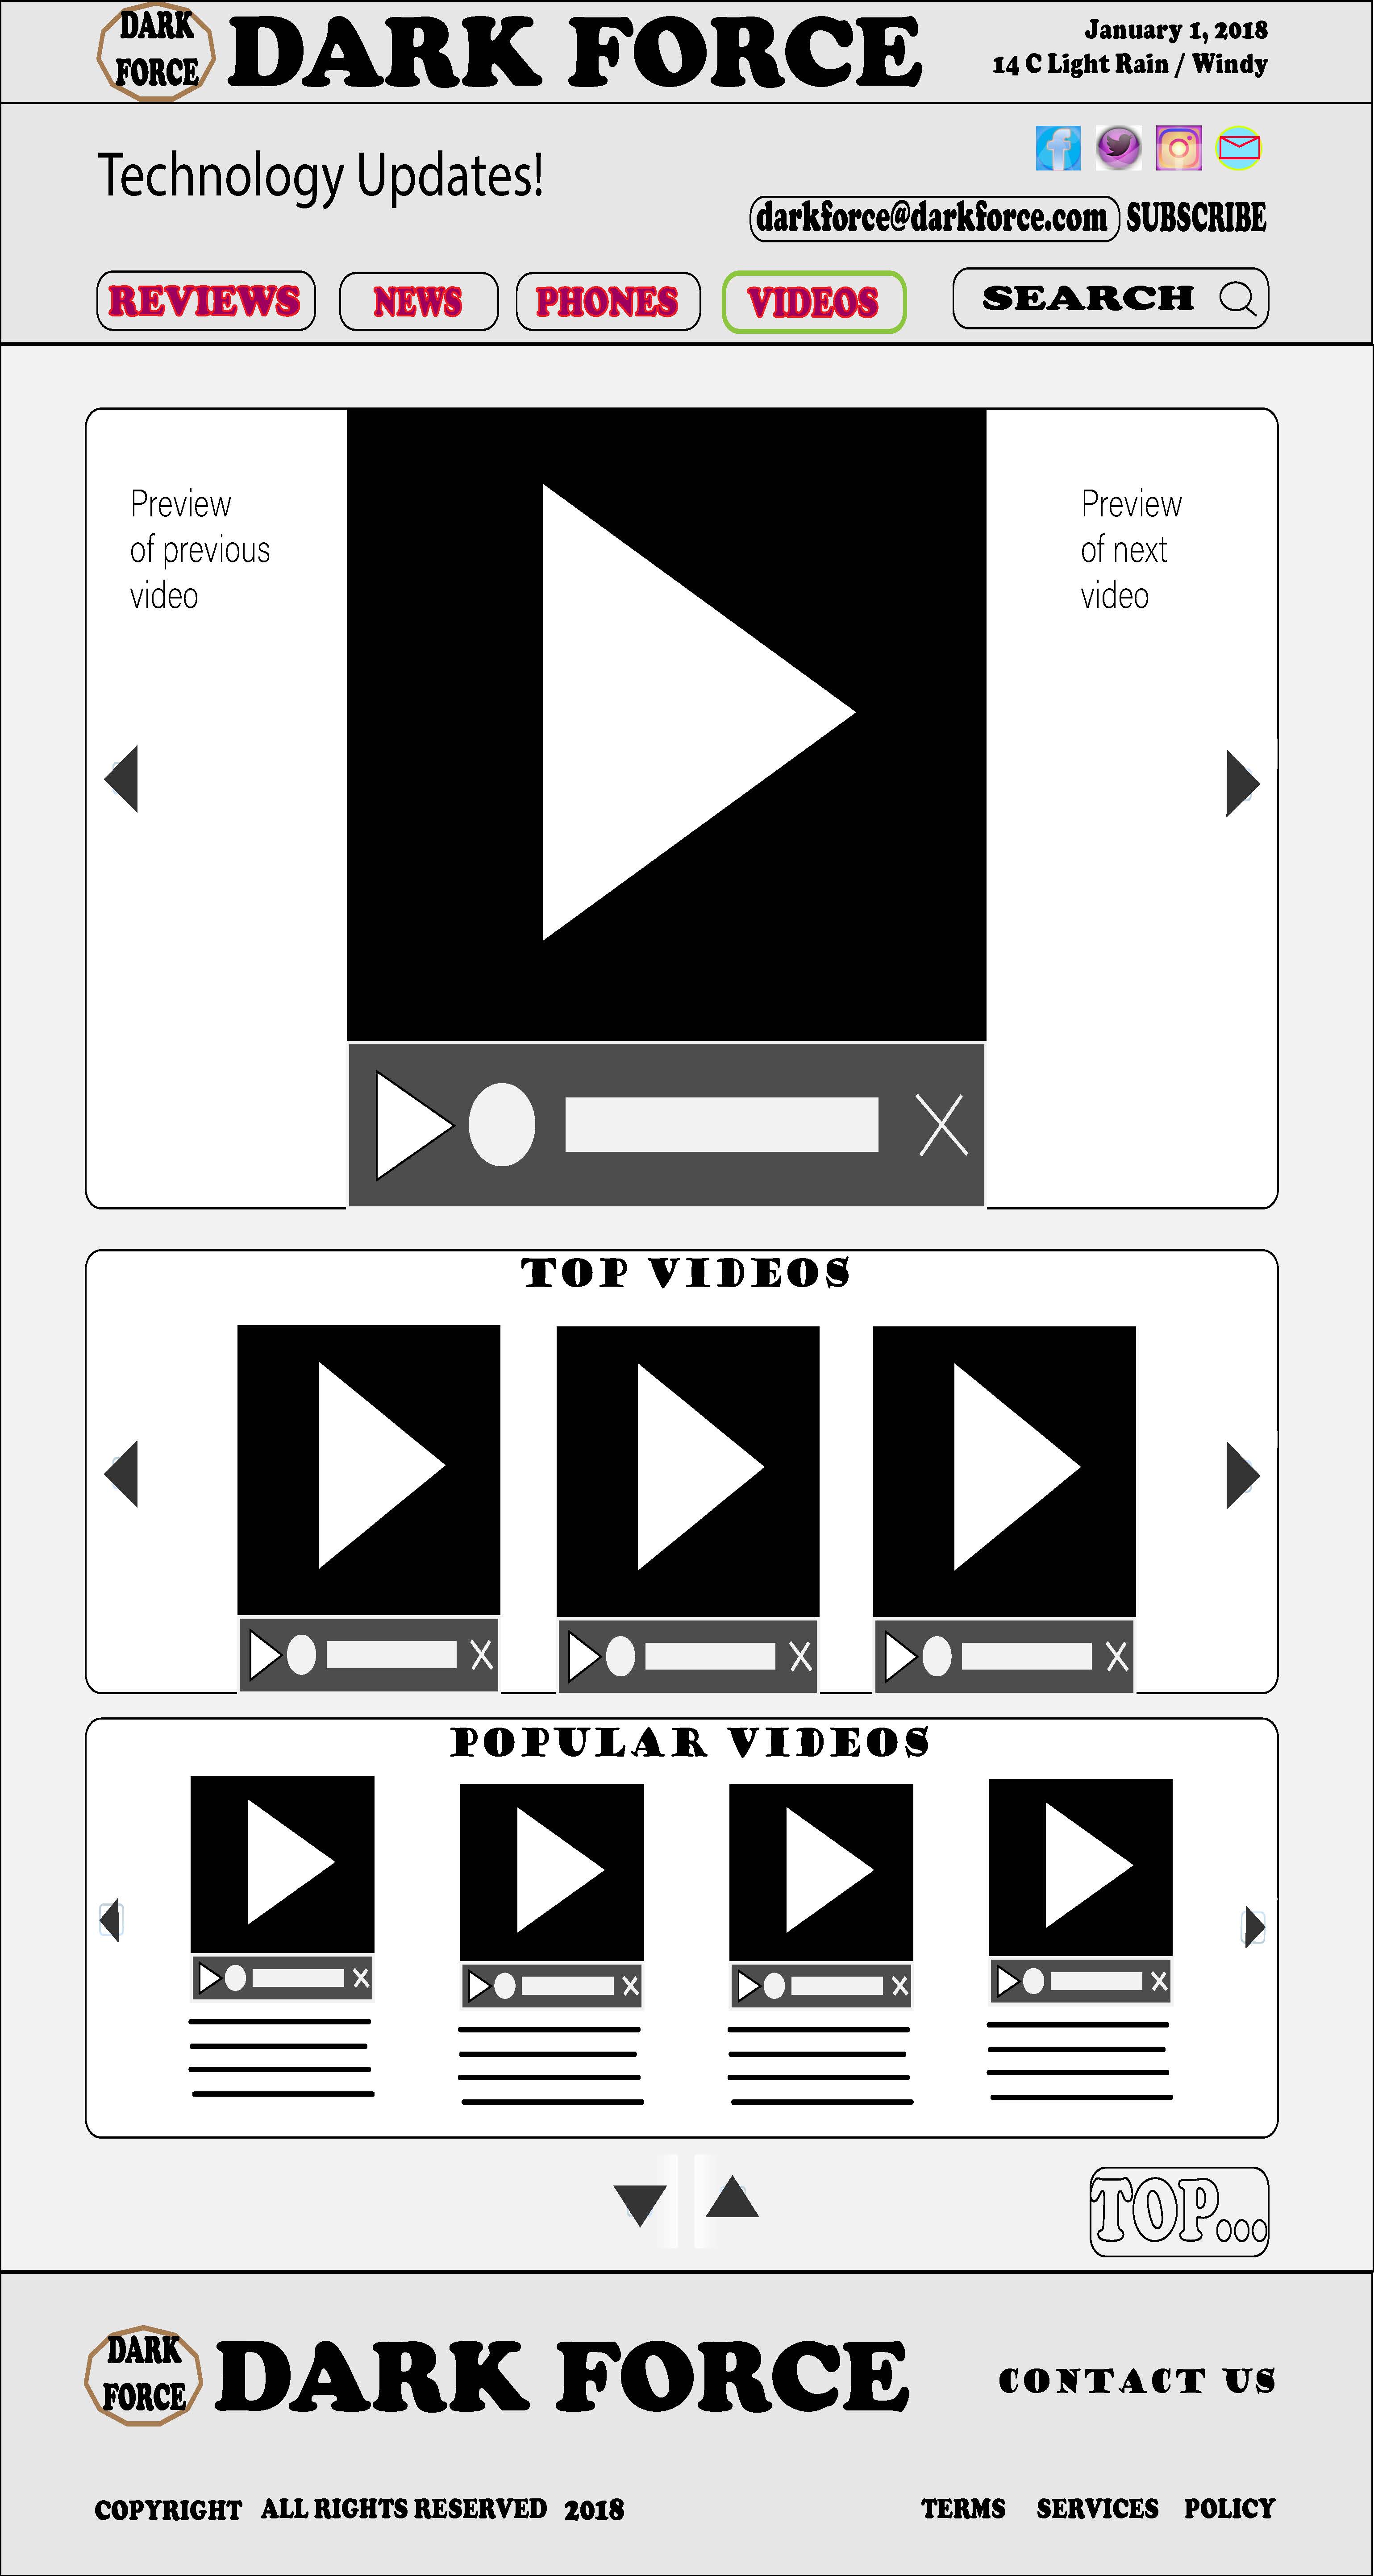 DARK
FORCE
DARK FORCE
January 1, 2018
14 C Light Rain / Windy
Technology Updates!
darkforce@darkforce.com SUBSCRIBE
REVIEWS NEWS PHONES VIDEOS SEARCH
Preview
of previous
video
Preview
of next
video
TOP VIDEOS
POPULAR VIDEOS
TOP...
DARK
FORCE
DARK FORCE
CONTACT US
COPYRIGHT ALL RIGHTS RESERVED 2018
TERMS SERVICES POLICY